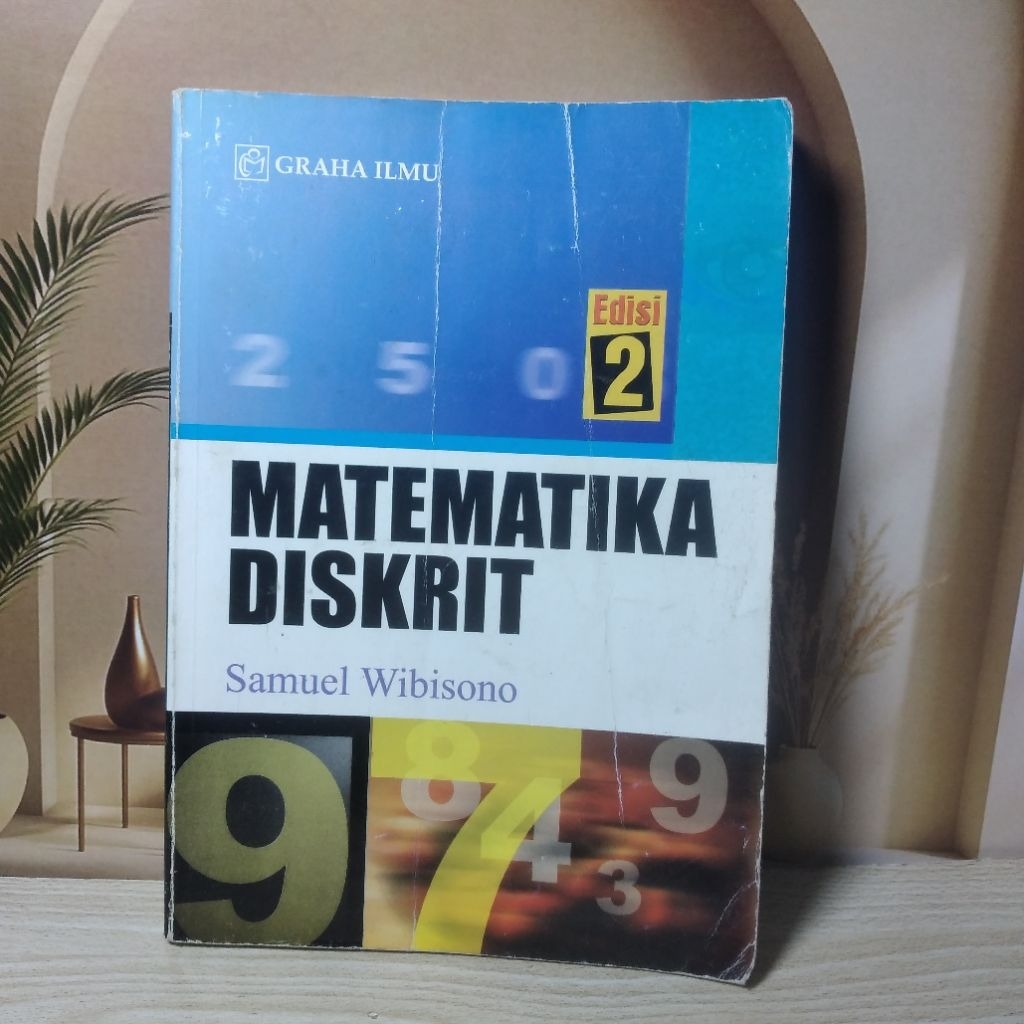 GRAHA ILMU
Edisi
2
2 5 0
MATEMATIKA
DISKRIT
Samuel Wibisono
9 7 8 4 3 9